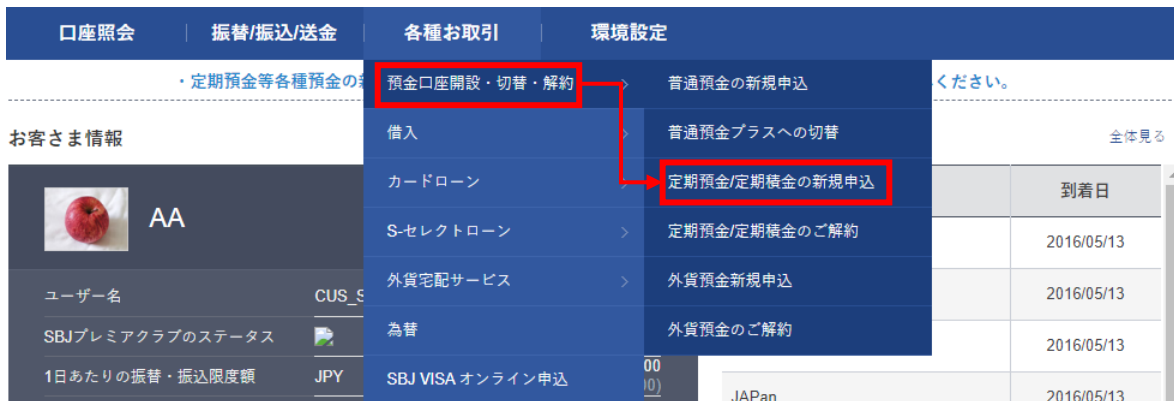 口座照会 振替/振込/送金 各種お取引 環境設定
・定期預金等各種預金の
ください。
預金口座開設・切替・解約
借入
カードローン
S-セレクトローン
外貨宅配サービス
為替
SBJ VISA オンライン申込
普通預金の新規申込
普通預金プラスへの切替
定期預金/定期積金の新規申込
定期預金/定期積金のご解約
外貨預金新規申込
外貨預金のご解約
お客さま情報
全体見る
AA
ユーザー名 CUS_S
SBJプレミアクラブのステータス
1日あたりの振替・振込限度額 JPY
00
00)
到着日
2016/05/13
2016/05/13
2016/05/13
JAPan 2016/05/13